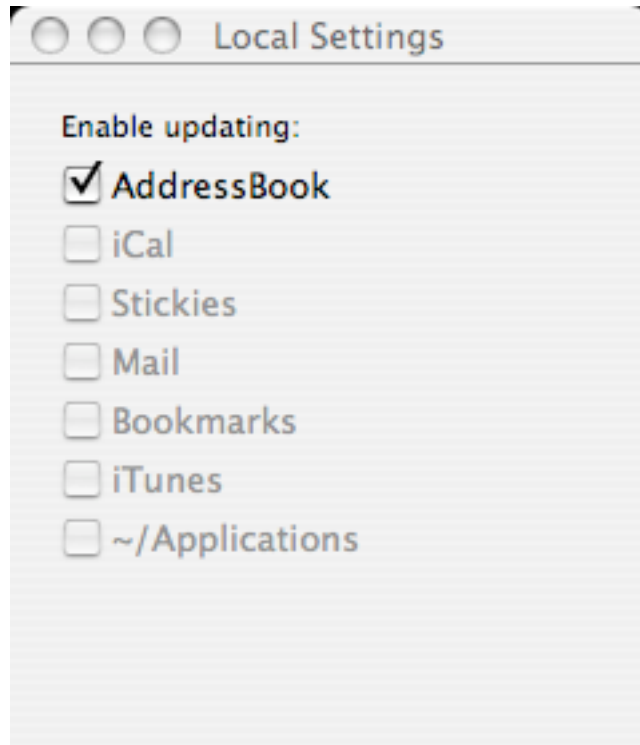 Local Settings
Enable updating:
AddressBook
iCal
Stickies
Mail
Bookmarks
iTunes
~/Applications